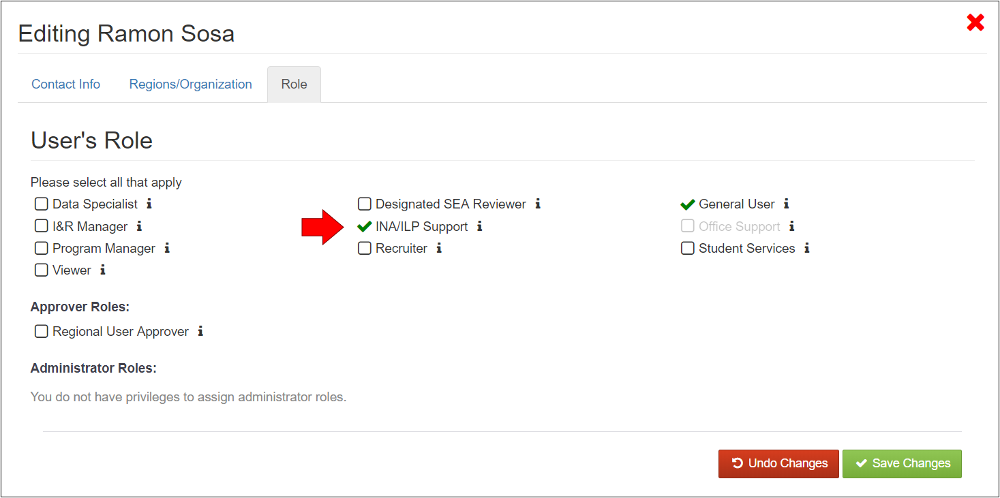 Editing Ramon Sosa
Contact Info Regions/Organization Role
User's Role
Please select all that apply
Data Specialist Designated SEA Reviewer General User
I&R Manager INA/ILP Support Office Support
Program Manager Recruiter Student Services
Viewer
Approver Roles:
Regional User Approver
Administrator Roles:
You do not have privileges to assign administrator roles.
Undo Changes Save Changes